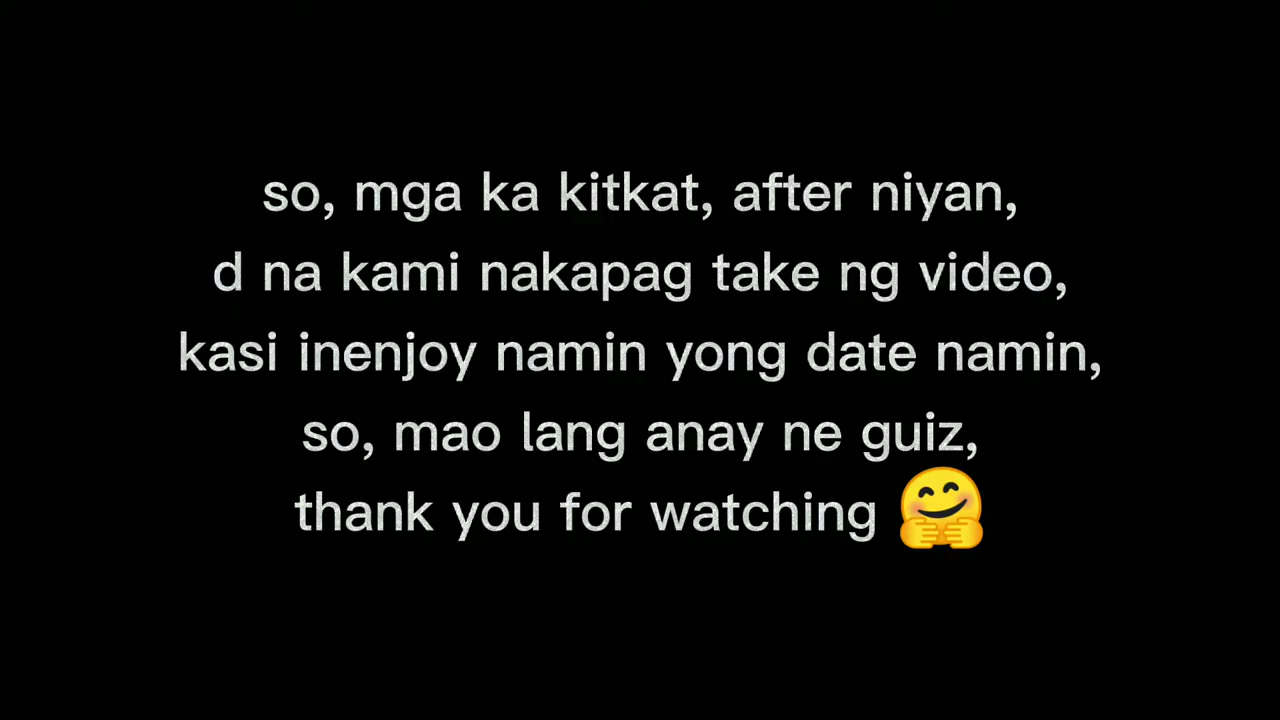 so, mga ka kitkat, after niyan,
d na kami nakapag take ng video,
kasi inenjoy namin yong date namin,
so, mao lang anay ne guiz,
thank you for watching 🤗